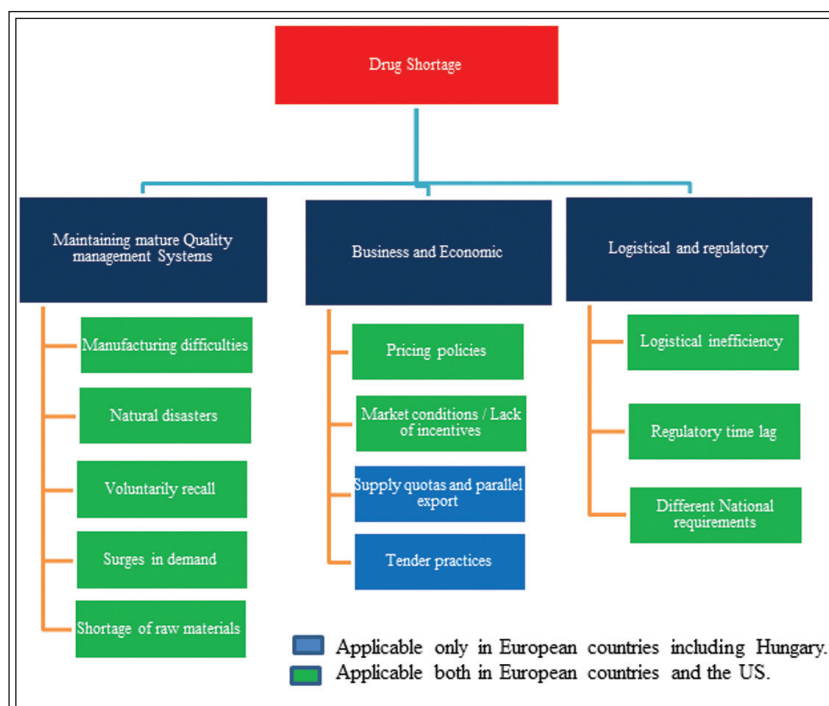 Drug Shortage
Maintaining mature Quality
management Systems
Business and Economic
Logistical and regulatory
Manufacturing difficulties
Natural disasters
Voluntarily recall
Surges in demand
Shortage of raw materials
Pricing policies
Market conditions / Lack
of incentives
Supply quotas and parallel
export
Tender practices
Logistical inefficiency
Regulatory time lag
Different National
requirements
Applicable only in European countries including Hungary.
Applicable both in European countries and the US.